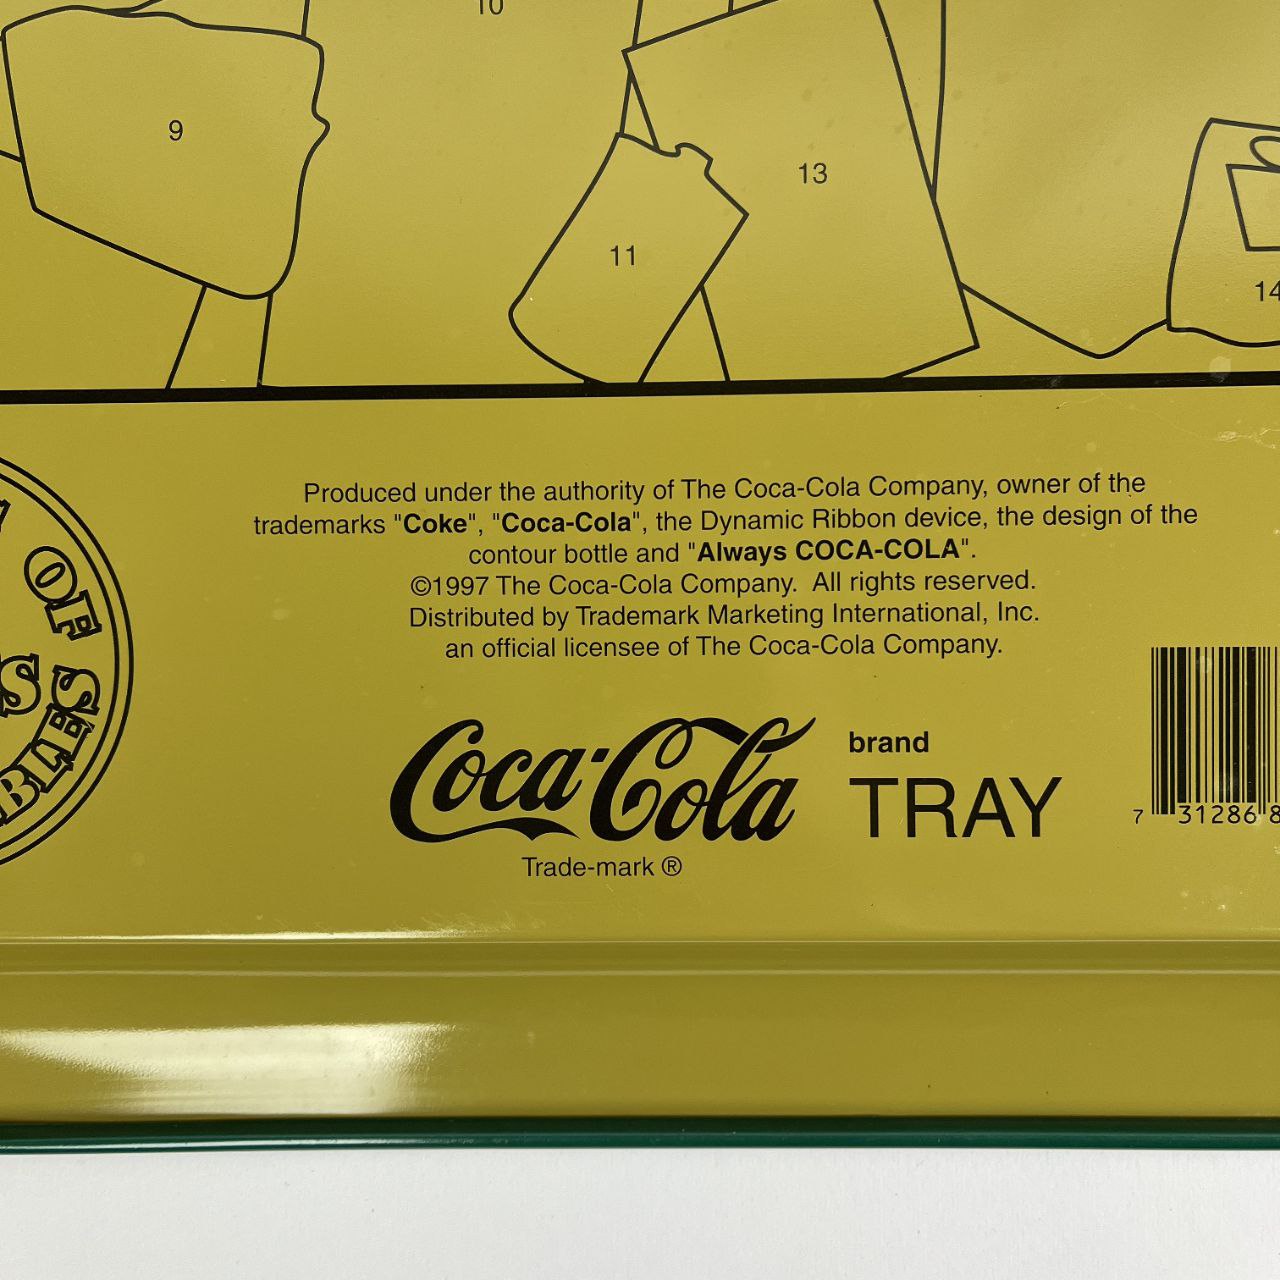 10
9
13
11
14
Produced under the authority of The Coca-Cola Company, owner of the
trademarks "Coke", "Coca-Cola", the Dynamic Ribbon device, the design of the
contour bottle and "Always COCA-COLA".
©1997 The Coca-Cola Company.  All rights reserved.
Distributed by Trademark Marketing International, Inc.
an official licensee of The Coca-Cola Company.
OF
Coca-Cola brand
TRAY
Trade-mark ®
7 31286 8